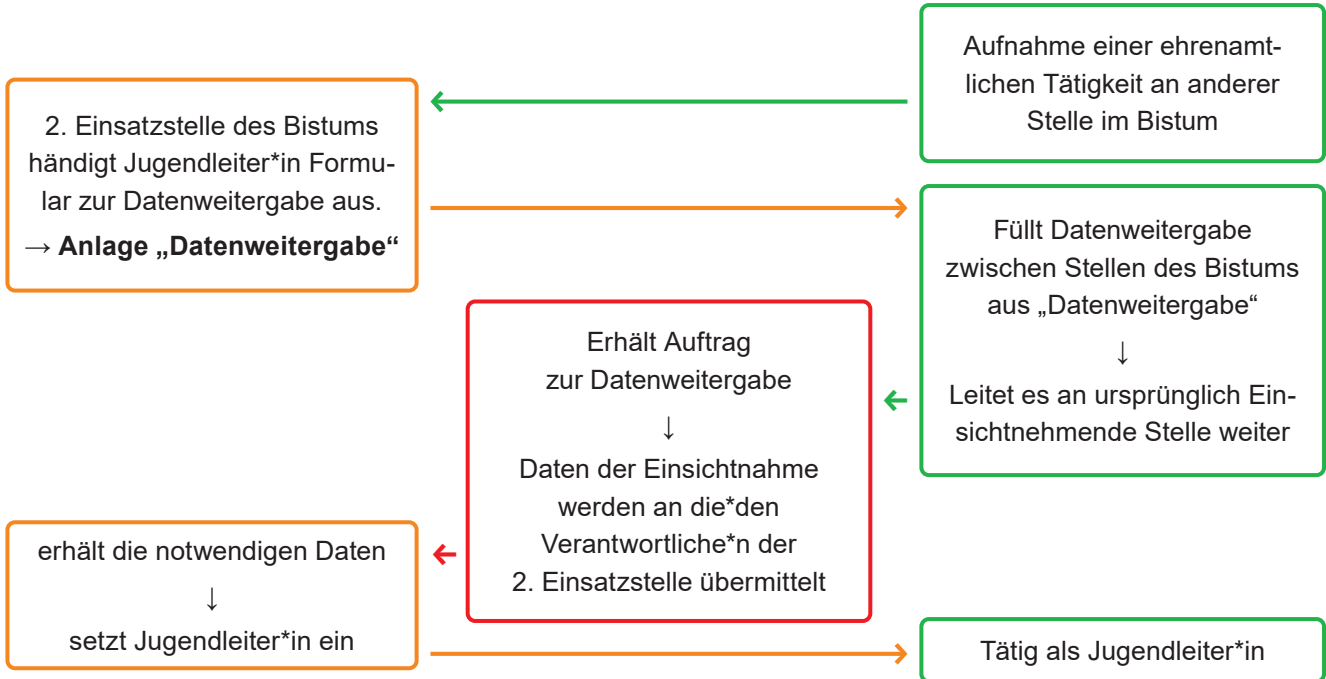 Aufnahme einer ehrenamt-
lichen Tätigkeit an anderer
Stelle im Bistum
2. Einsatzstelle des Bistums
händigt Jugendleiter*in Formu-
lar zur Datenweitergabe aus.
→ Anlage „Datenweitergabe“
Füllt Datenweitergabe
zwischen Stellen des Bistums
aus „Datenweitergabe“
↓
Leitet es an ursprünglich Ein-
sichtnehmende Stelle weiter
Erhält Auftrag
zur Datenweitergabe
↓
Daten der Einsichtnahme
werden an die*den
Verantwortliche*n der
2. Einsatzstelle übermittelt
erhält die notwendigen Daten
↓
setzt Jugendleiter*in ein
Tätig als Jugendleiter*in